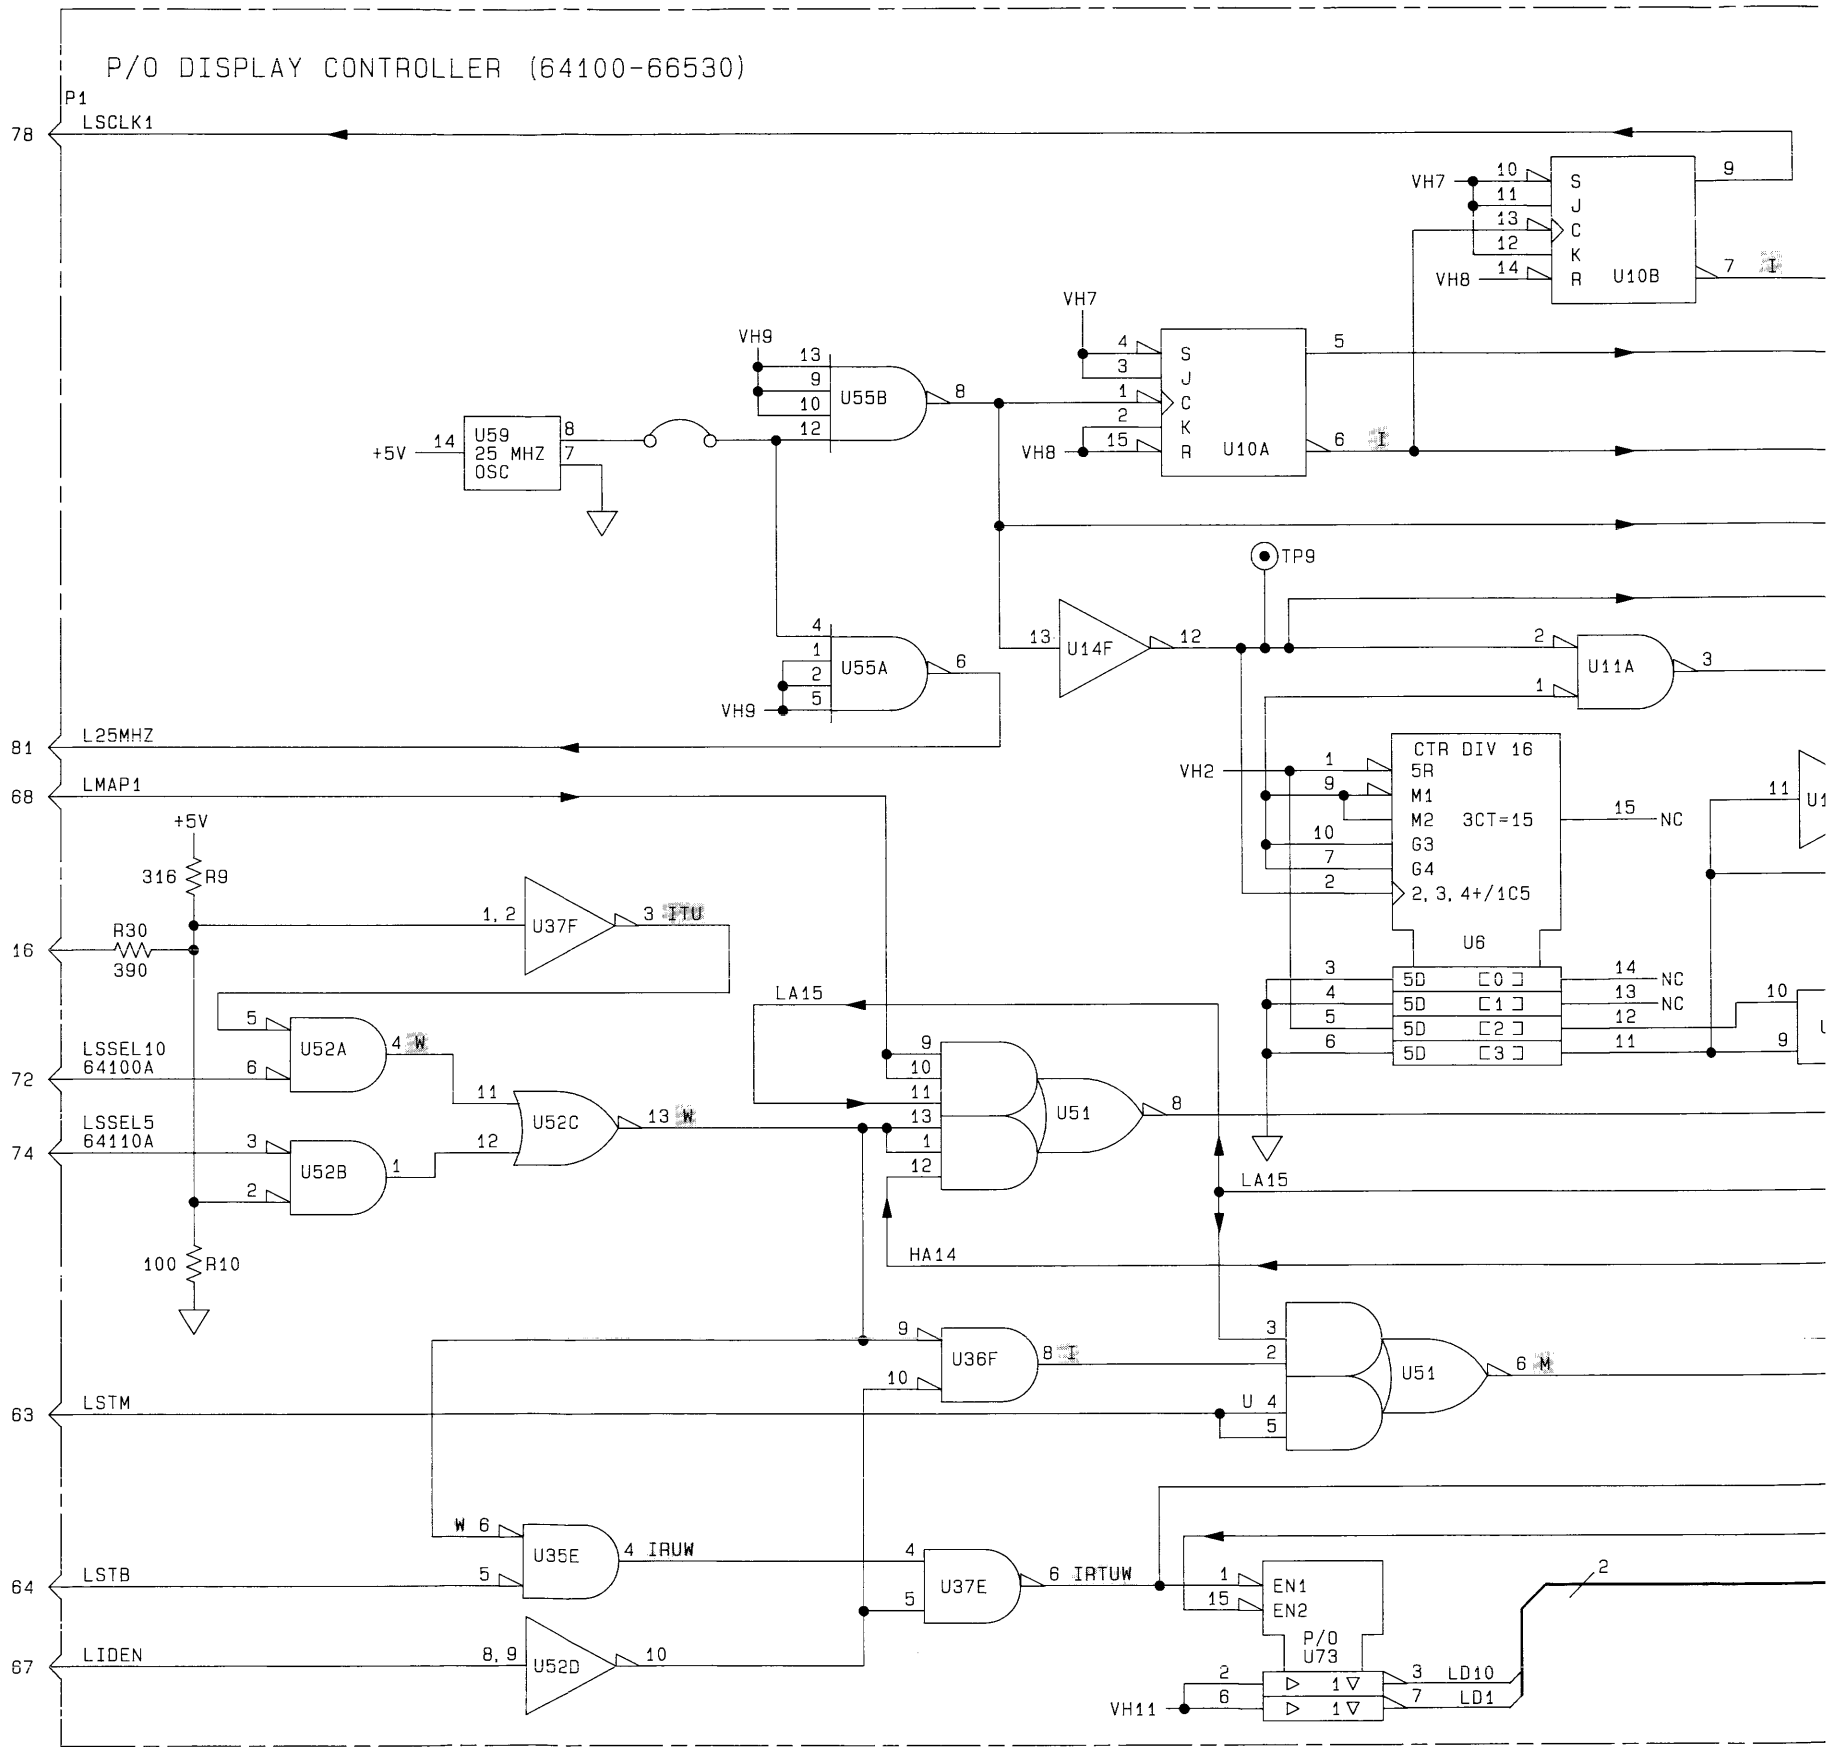 P/O DISPLAY CONTROLLER (64100-66530)
P1
78 LSCLK1
VH7 10 S 9
11 J
13 C
12 K
VH8 14 R U10B 7 I
VH7
4 S 5
3 J
1 C
2 K
VH8 15 R U10A 6 I
VH9
13
9
10
12
U55B 8
+5V 14 U59 8
25 MHZ 7
OSC
TP9
4
1
2
5
VH9
U55A 6
13 U14F 12
2
1
U11A 3
81 L25MHZ
68 LMAP1
CTR DIV 16
VH2 1 5R
9 M1
M2 3CT=15 15 NC
10 G3
7 G4
2 2,3,4+/1C5
U6
3 5D [0] 14 NC
4 5D [1] 13 NC
5 5D [2] 12
6 5D [3] 11
11 U1
10
9
U
+5V
316 R9
16 R30
390
1,2 U37F 3 ITU
5
6
U52A 4 W
LSSEL10
72 64100A
LSSEL5
74 64110A
3
2
U52B 1
11
12
U52C 13 W
LA15
9
10
11
13
1
12
U51 8
LA15
100 R10
HA14
9
10
U36F 8 I
3
2
U 4
5
U51 6 M
63 LSTM
W 6
5
U35E 4 IRUW
64 LSTB
4
5
U37E 6 IRTUW
1 EN1
15 EN2
P/O
U73
2
67 LIDEN
8,9 U52D 10
2 1 3 LD10
VH11 6 1 7 LD1